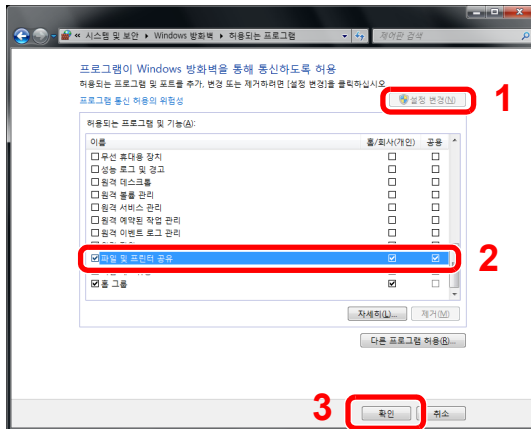 « 시스템 및 보안 ▸ Windows 방화벽 ▸ 허용되는 프로그램
제어판 검색
프로그램이 Windows 방화벽을 통해 통신하도록 허용
허용되는 프로그램 및 포트를 추가, 변경 또는 제거하려면 [설정 변경]을 클릭하십시오.
프로그램 통신 허용의 위험성
설정 변경(N)
1
허용되는 프로그램 및 기능(A):
이름 홈/회사(개인) 공용
무선 휴대용 장치
성능 로그 및 경고
원격 데스크톱
원격 볼륨 관리
원격 서비스 관리
원격 예약된 작업 관리
원격 이벤트 로그 관리
파일 및 프린터 공유
2
홈 그룹
자세히(L)... 제거(M)
다른 프로그램 허용(R)...
3
확인 취소